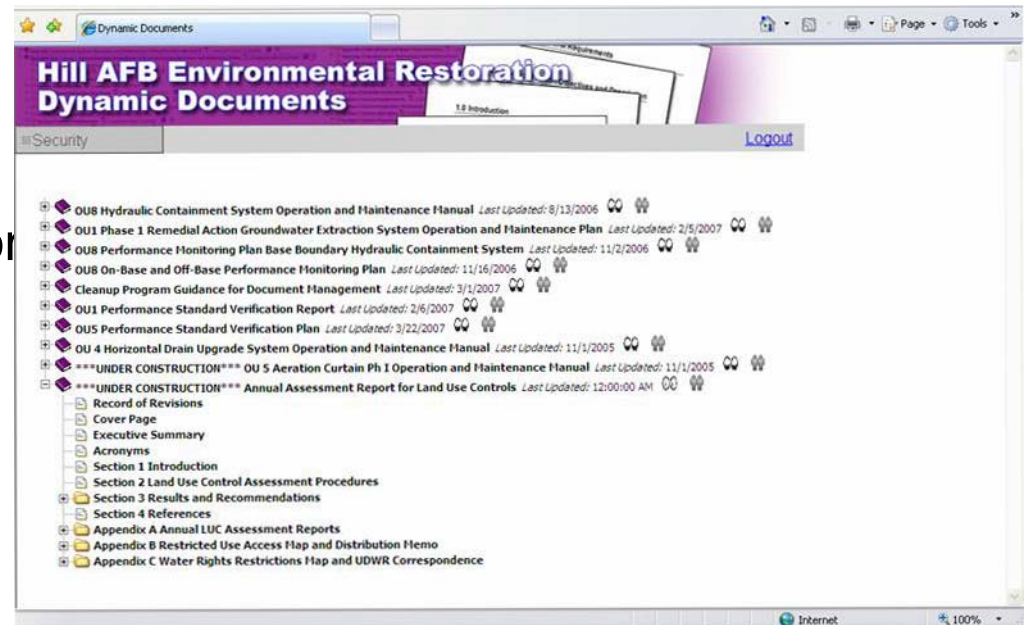 Dynamic Documents
Page
Tools
Hill AFB Environmental Restoration
Dynamic Documents
Requirements
1.0 Introduction
Security
Logout
or
OU8 Hydraulic Containment System Operation and Maintenance Manual Last Updated: 8/13/2006
OU1 Phase 1 Remedial Action Groundwater Extraction System Operation and Maintenance Plan Last Updated: 2/5/2007
OU8 Performance Monitoring Plan Base Boundary Hydraulic Containment System Last Updated: 11/2/2006
OU8 On-Base and Off-Base Performance Monitoring Plan Last Updated: 11/16/2006
Cleanup Program Guidance for Document Management Last Updated: 3/1/2007
OU1 Performance Standard Verification Report Last Updated: 2/6/2007
OU5 Performance Standard Verification Plan Last Updated: 3/22/2007
OU 4 Horizontal Drain Upgrade System Operation and Maintenance Manual Last Updated: 11/1/2005
***UNDER CONSTRUCTION*** OU 5 Aeration Curtain Ph I Operation and Maintenance Manual Last Updated: 11/1/2005
***UNDER CONSTRUCTION*** Annual Assessment Report for Land Use Controls Last Updated: 12:00:00 AM
Record of Revisions
Cover Page
Executive Summary
Acronyms
Section 1 Introduction
Section 2 Land Use Control Assessment Procedures
Section 3 Results and Recommendations
Section 4 References
Appendix A Annual LUC Assessment Reports
Appendix B Restricted Use Access Map and Distribution Memo
Appendix C Water Rights Restrictions Map and UDWR Correspondence
Internet
100%